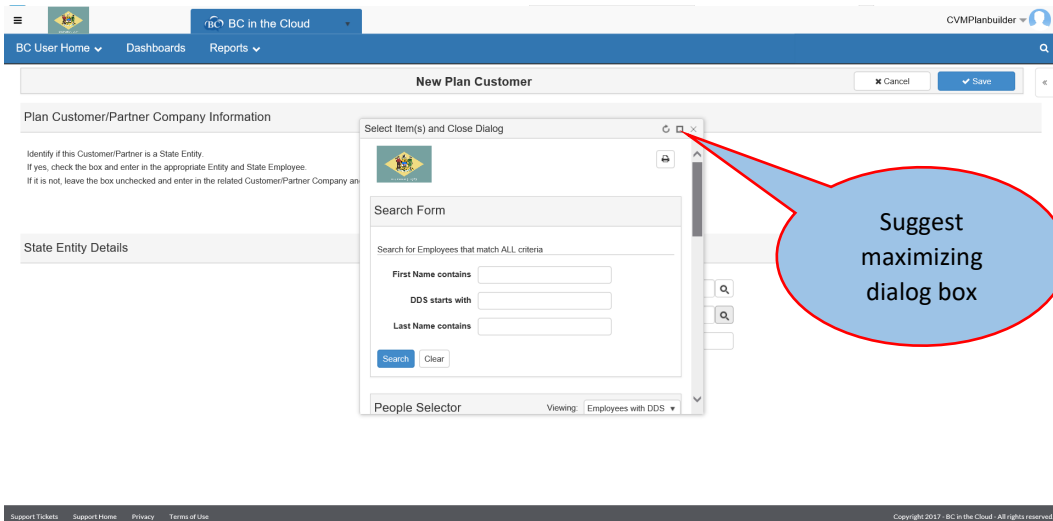 BC BC in the Cloud
CVMPlanbuilder
BC User Home Dashboards Reports
New Plan Customer
Cancel Save
Plan Customer/Partner Company Information
Identify if this Customer/Partner is a State Entity.
If yes, check the box and enter in the appropriate Entity and State Employee.
If it is not, leave the box unchecked and enter in the related Customer/Partner Company an
State Entity Details
Select Item(s) and Close Dialog
Search Form
Search for Employees that match ALL criteria
First Name contains
DDS starts with
Last Name contains
Search Clear
People Selector Viewing: Employees with DDS
Suggest
maximizing
dialog box
Support Tickets Support Home Privacy Terms of Use
Copyright 2017 - BC in the Cloud - All rights reserved